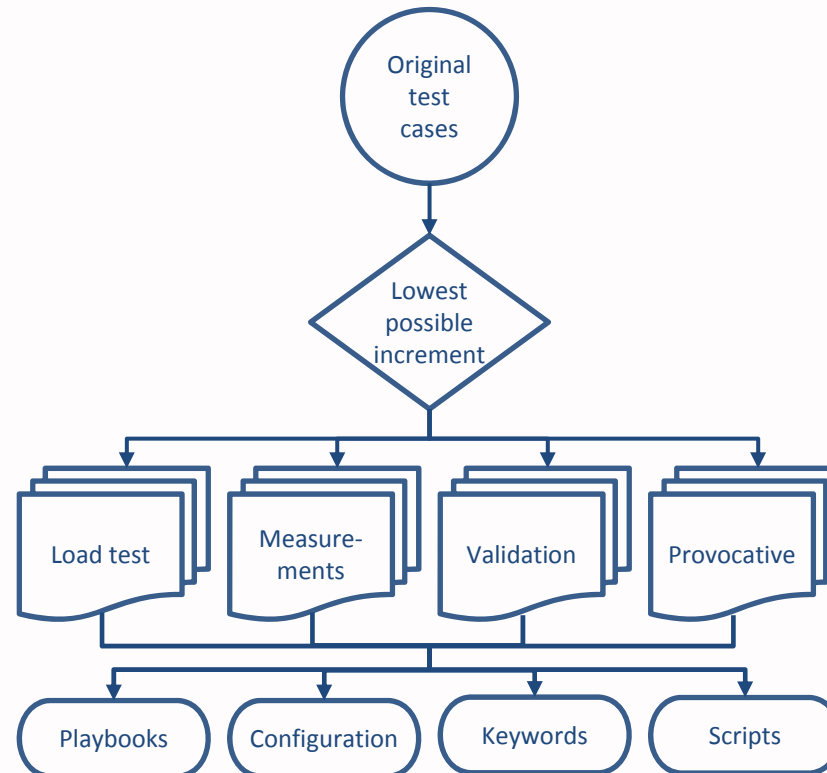 Original
test
cases
Lowest
possible
increment
Load test
Measure-
ments
Validation
Provocative
Playbooks
Configuration
Keywords
Scripts